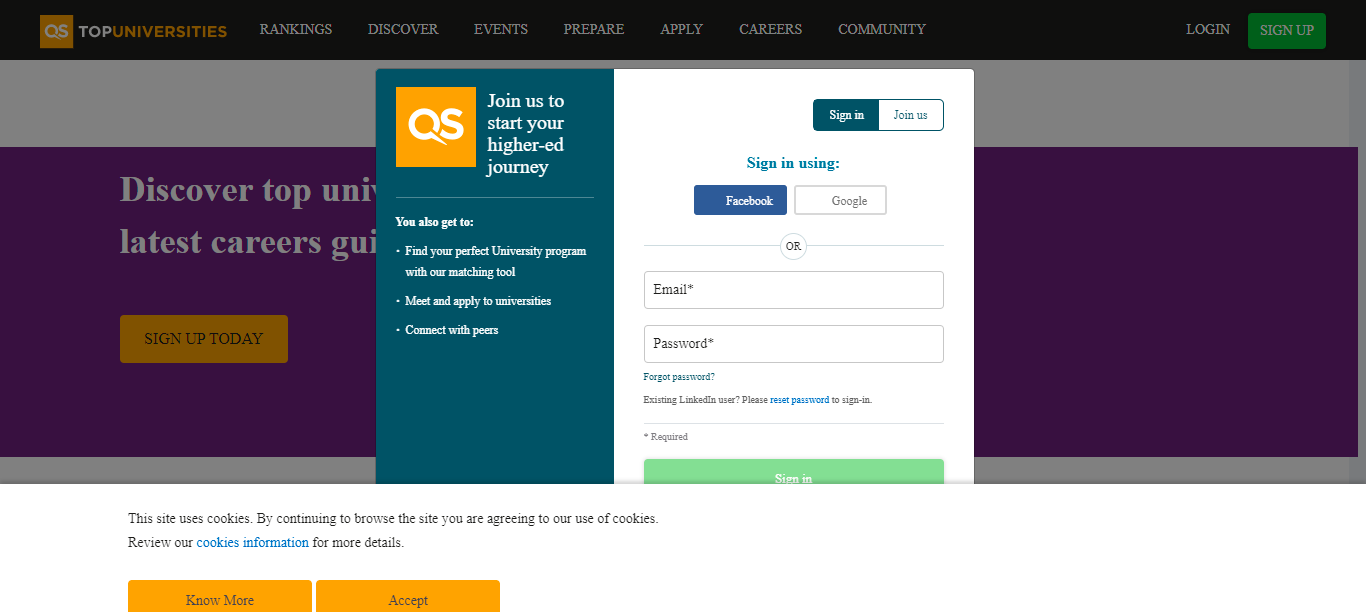 QS TOPUNIVERSITIES RANKINGS DISCOVER EVENTS PREPARE APPLY CAREERS COMMUNITY LOGIN SIGN UP
Discover top uni
latest careers gui
SIGN UP TODAY
QS
Join us to
start your
higher-ed
journey
You also get to:
· Find your perfect University program
with our matching tool
· Meet and apply to universities
· Connect with peers
Sign in Join us
Sign in using:
Facebook Google
OR
Email*
Password*
Forgot password?
Existing LinkedIn user? Please reset password to sign-in.
* Required
Sign in
This site uses cookies. By continuing to browse the site you are agreeing to our use of cookies.
Review our cookies information for more details.
Know More Accept